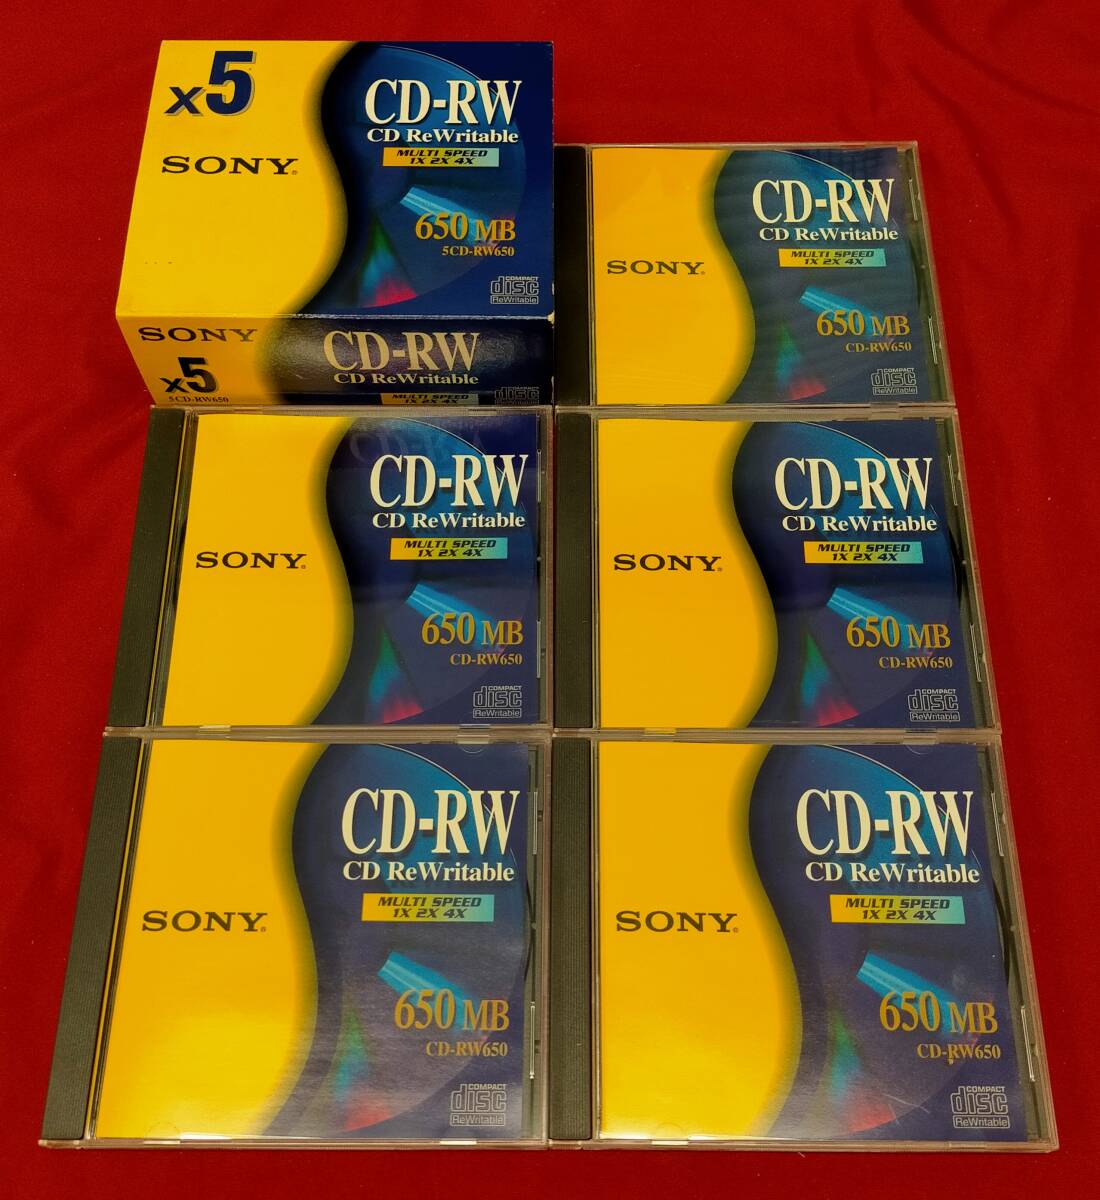 x5
SONY®
CD-RW
CD ReWritable
MULTI SPEED
1X 2X 4X
650 MB
5CD-RW650
COMPACT
disc
ReWritable
SONY
x5
5CD-RW650
CD-RW
CD ReWritable
MULTI SPEED
1X 2X 4X
COMPACT
disc
SONY®
CD-RW
CD ReWritable
MULTI SPEED
1X 2X 4X
650 MB
CD-RW650
COMPACT
disc
ReWritable
SONY®
CD-RW
CD ReWritable
MULTI SPEED
1X 2X 4X
650 MB
CD-RW650
COMPACT
disc
ReWritable
SONY®
CD-RW
CD ReWritable
MULTI SPEED
1X 2X 4X
650 MB
CD-RW650
COMPACT
disc
ReWritable
SONY®
CD-RW
CD ReWritable
MULTI SPEED
1X 2X 4X
650 MB
CD-RW650
COMPACT
disc
ReWritable
SONY®
CD-RW
CD ReWritable
MULTI SPEED
1X 2X 4X
650 MB
CD-RW650
COMPACT
disc
ReWritable